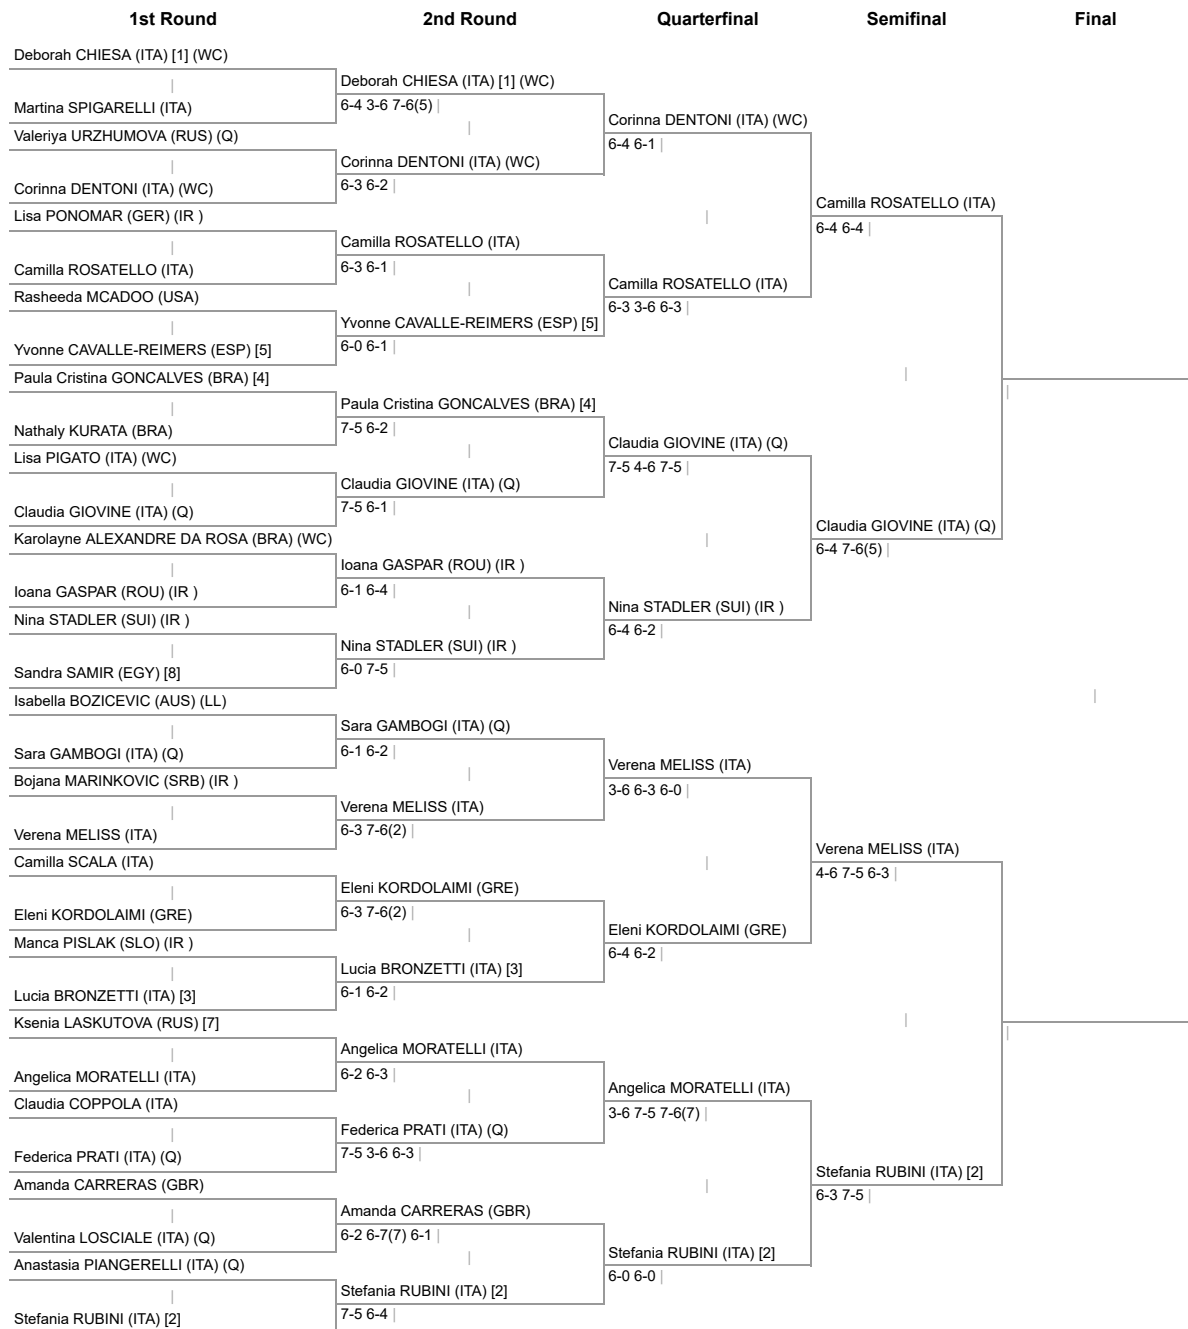 1st Round
2nd Round
Quarterfinal
Semifinal
Final
Deborah CHIESA (ITA) [1] (WC)
Martina SPIGARELLI (ITA)
Valeriya URZHUMOVA (RUS) (Q)
Corinna DENTONI (ITA) (WC)
Lisa PONOMAR (GER) (IR )
Camilla ROSATELLO (ITA)
Rasheeda MCADOO (USA)
Yvonne CAVALLE-REIMERS (ESP) [5]
Paula Cristina GONCALVES (BRA) [4]
Nathaly KURATA (BRA)
Lisa PIGATO (ITA) (WC)
Claudia GIOVINE (ITA) (Q)
Karolayne ALEXANDRE DA ROSA (BRA) (WC)
Ioana GASPAR (ROU) (IR )
Nina STADLER (SUI) (IR )
Sandra SAMIR (EGY) [8]
Isabella BOZICEVIC (AUS) (LL)
Sara GAMBOGI (ITA) (Q)
Bojana MARINKOVIC (SRB) (IR )
Verena MELISS (ITA)
Camilla SCALA (ITA)
Eleni KORDOLAIMI (GRE)
Manca PISLAK (SLO) (IR )
Lucia BRONZETTI (ITA) [3]
Ksenia LASKUTOVA (RUS) [7]
Angelica MORATELLI (ITA)
Claudia COPPOLA (ITA)
Federica PRATI (ITA) (Q)
Amanda CARRERAS (GBR)
Valentina LOSCIALE (ITA) (Q)
Anastasia PIANGERELLI (ITA) (Q)
Stefania RUBINI (ITA) [2]
Deborah CHIESA (ITA) [1] (WC)
6-4 3-6 7-6(5)
Corinna DENTONI (ITA) (WC)
6-3 6-2
Camilla ROSATELLO (ITA)
6-3 6-1
Yvonne CAVALLE-REIMERS (ESP) [5]
6-0 6-1
Paula Cristina GONCALVES (BRA) [4]
7-5 6-2
Claudia GIOVINE (ITA) (Q)
7-5 6-1
Ioana GASPAR (ROU) (IR )
6-1 6-4
Nina STADLER (SUI) (IR )
6-0 7-5
Sara GAMBOGI (ITA) (Q)
6-1 6-2
Verena MELISS (ITA)
6-3 7-6(2)
Eleni KORDOLAIMI (GRE)
6-3 7-6(2)
Lucia BRONZETTI (ITA) [3]
6-1 6-2
Angelica MORATELLI (ITA)
6-2 6-3
Federica PRATI (ITA) (Q)
7-5 3-6 6-3
Amanda CARRERAS (GBR)
6-2 6-7(7) 6-1
Stefania RUBINI (ITA) [2]
7-5 6-4
Corinna DENTONI (ITA) (WC)
6-4 6-1
Camilla ROSATELLO (ITA)
6-3 3-6 6-3
Claudia GIOVINE (ITA) (Q)
7-5 4-6 7-5
Nina STADLER (SUI) (IR )
6-4 6-2
Verena MELISS (ITA)
3-6 6-3 6-0
Eleni KORDOLAIMI (GRE)
6-4 6-2
Angelica MORATELLI (ITA)
3-6 7-5 7-6(7)
Stefania RUBINI (ITA) [2]
6-0 6-0
Camilla ROSATELLO (ITA)
6-4 6-4
Claudia GIOVINE (ITA) (Q)
6-4 7-6(5)
Verena MELISS (ITA)
4-6 7-5 6-3
Stefania RUBINI (ITA) [2]
6-3 7-5